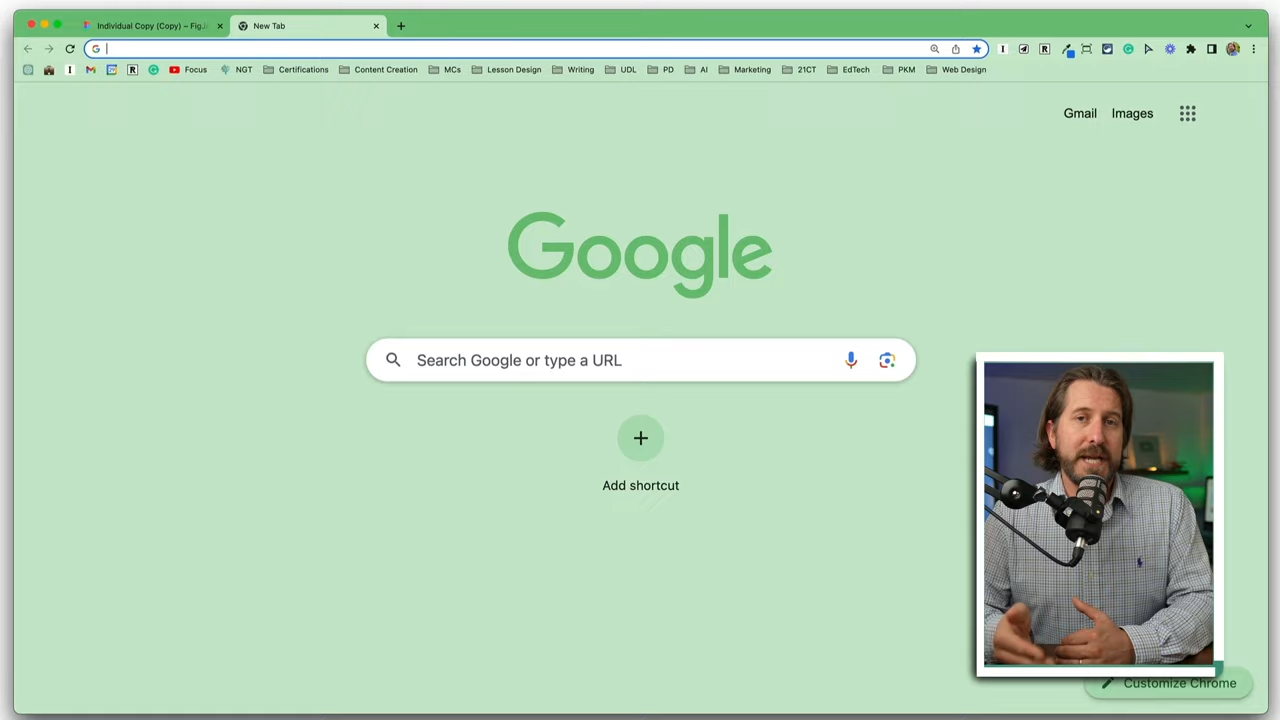 Individual Copy (Copy) – FigJ
New Tab
Focus NGT Certifications Content Creation MCs Lesson Design Writing UDL PD AI Marketing 21CT EdTech PKM Web Design
Gmail Images
Google
Search Google or type a URL
Add shortcut
Customize Chrome